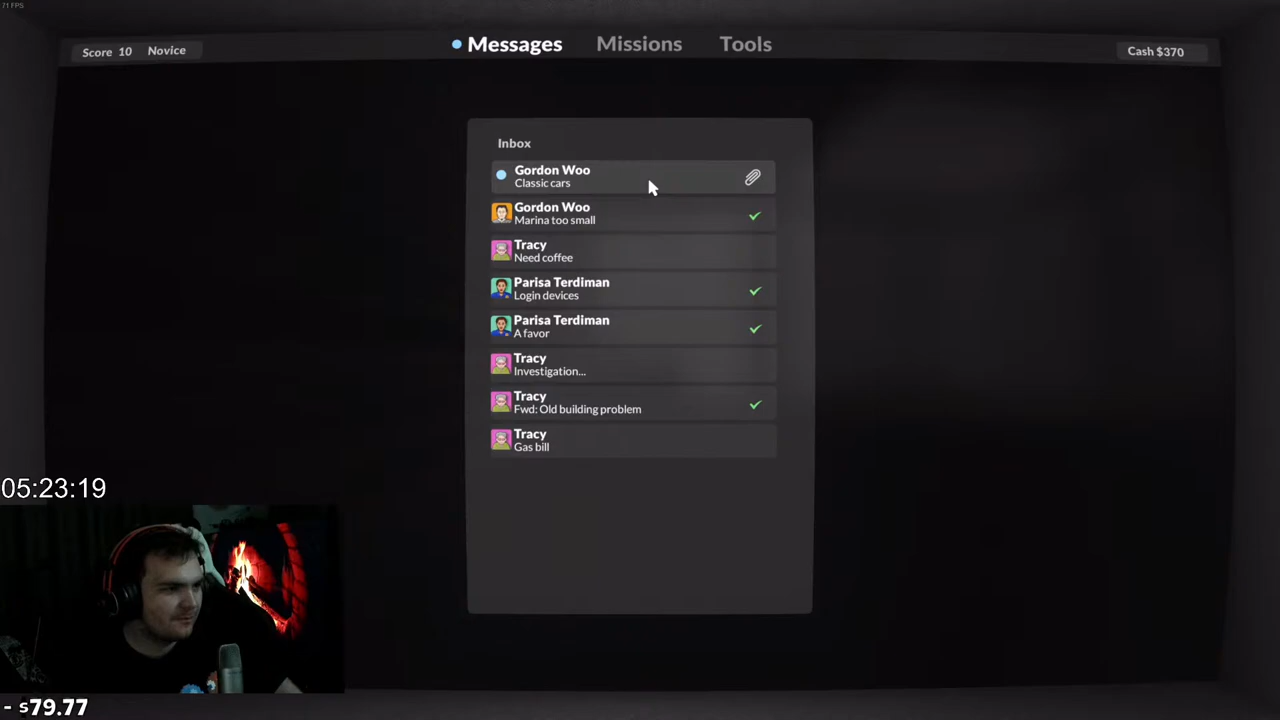 71 FPS
Score 10 Novice
Messages Missions Tools
Cash $370
Inbox
Gordon Woo
Classic cars
Gordon Woo
Marina too small
Tracy
Need coffee
Parisa Terdiman
Login devices
Parisa Terdiman
A favor
Tracy
Investigation...
Tracy
Fwd: Old building problem
Tracy
Gas bill
05:23:19
- $79.77